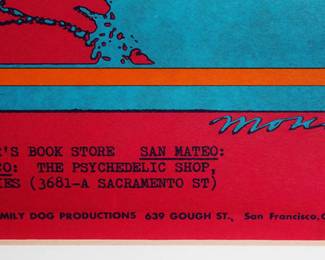 Mou
'S BOOK STORE SAN MATEO:
CO: THE PSYCHEDELIC SHOP,
IES (3681-A SACRAMENTO ST)
MILY DOG PRODUCTIONS 639 GOUGH ST., San Francisco, C